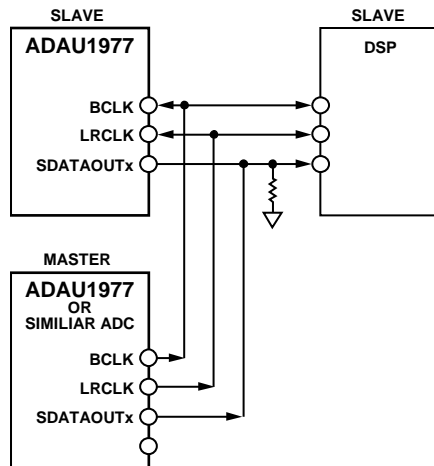 SLAVE
ADAU1977
BCLK
LRCLK
SDATAOUTx
SLAVE
DSP
MASTER
ADAU1977
OR
SIMILIAR ADC
BCLK
LRCLK
SDATAOUTx